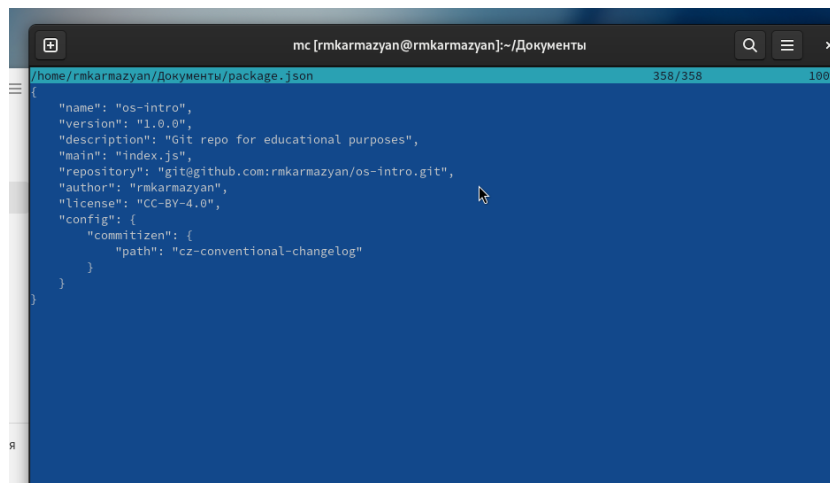 mc [rmkarmazyan@rmkarmazyan]:~/Документы
/home/rmkarmazyan/Документы/package.json 358/358 100
{
    "name": "os-intro",
    "version": "1.0.0",
    "description": "Git repo for educational purposes",
    "main": "index.js",
    "repository": "git@github.com:rmkarmazyan/os-intro.git",
    "author": "rmkarmazyan",
    "license": "CC-BY-4.0",
    "config": {
        "commitizen": {
            "path": "cz-conventional-changelog"
        }
    }
}
я